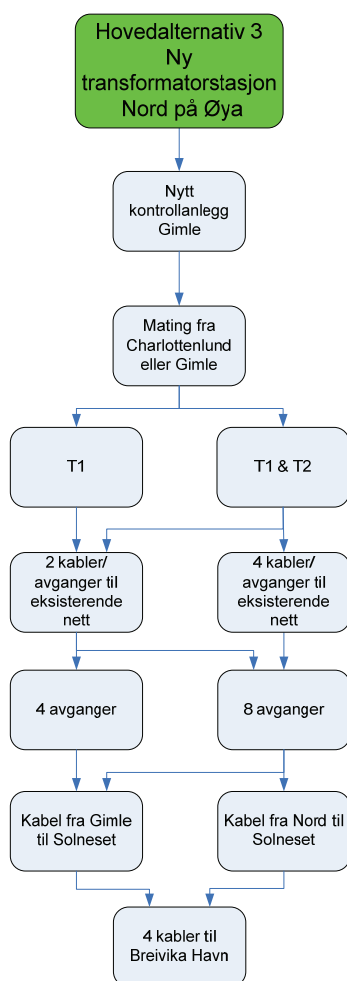 Hovedalternativ 3
Ny
transformatorstasjon
Nord på Øya
Nytt
kontrollanlegg
Gimle
Mating fra
Charlottenlund
eller Gimle
T1
T1 & T2
2 kabler/
avganger til
eksisterende
nett
4 kabler/
avganger til
eksisterende
nett
4 avganger
8 avganger
Kabel fra Gimle
til Solneset
Kabel fra Nord til
Solneset
4 kabler til
Breivika Havn